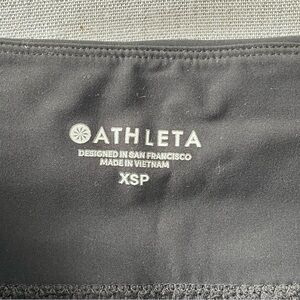 ATHLETA
DESIGNED IN SAN FRANCISCO
MADE IN VIETNAM
XSP